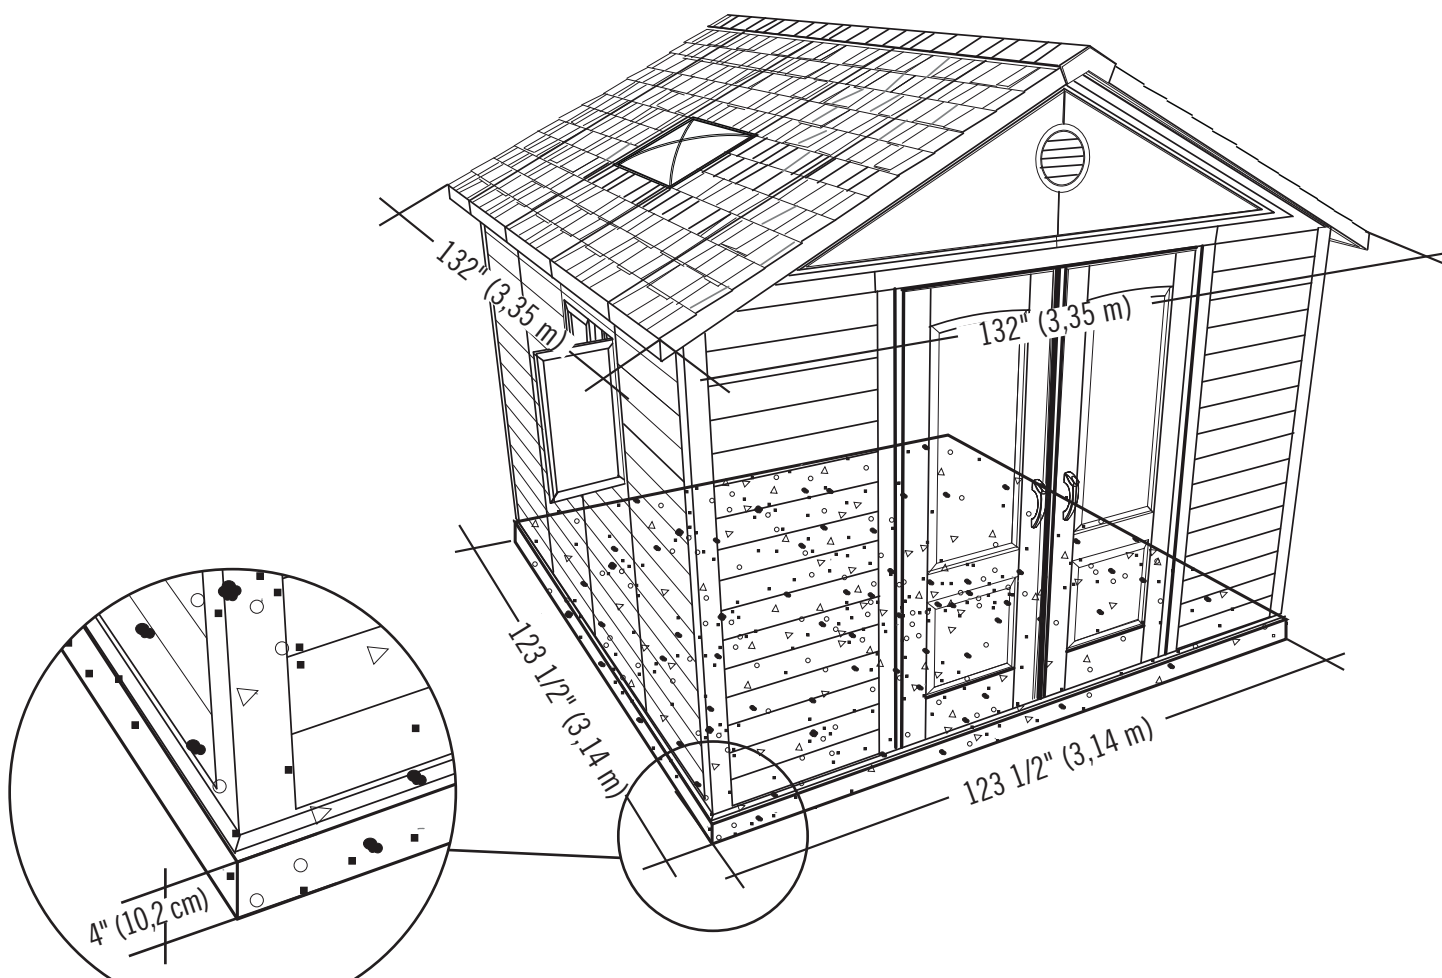 132" (3,35 m)
132" (3,35 m)
123 1/2" (3,14 m)
123 1/2" (3,14 m)
4" (10,2 cm)